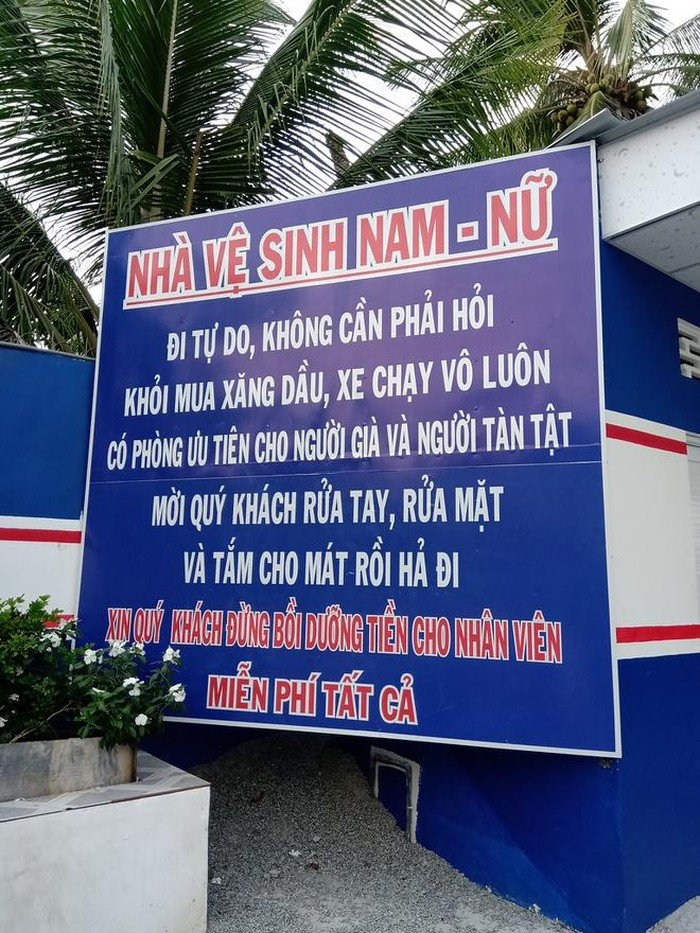 NHÀ VỆ SINH NAM - NỮ
ĐI TỰ DO, KHÔNG CẦN PHẢI HỎI
KHỎI MUA XĂNG DẦU, XE CHẠY VÔ LUÔN
CÓ PHÒNG ƯU TIÊN CHO NGƯỜI GIÀ VÀ NGƯỜI TÀN TẬT
MỜI QUÝ KHÁCH RỬA TAY, RỬA MẶT
VÀ TẮM CHO MÁT RỒI HẢ ĐI
XIN QUÝ KHÁCH ĐỪNG BỒI DƯỠNG TIỀN CHO NHÂN VIÊN
MIỄN PHÍ TẤT CẢ